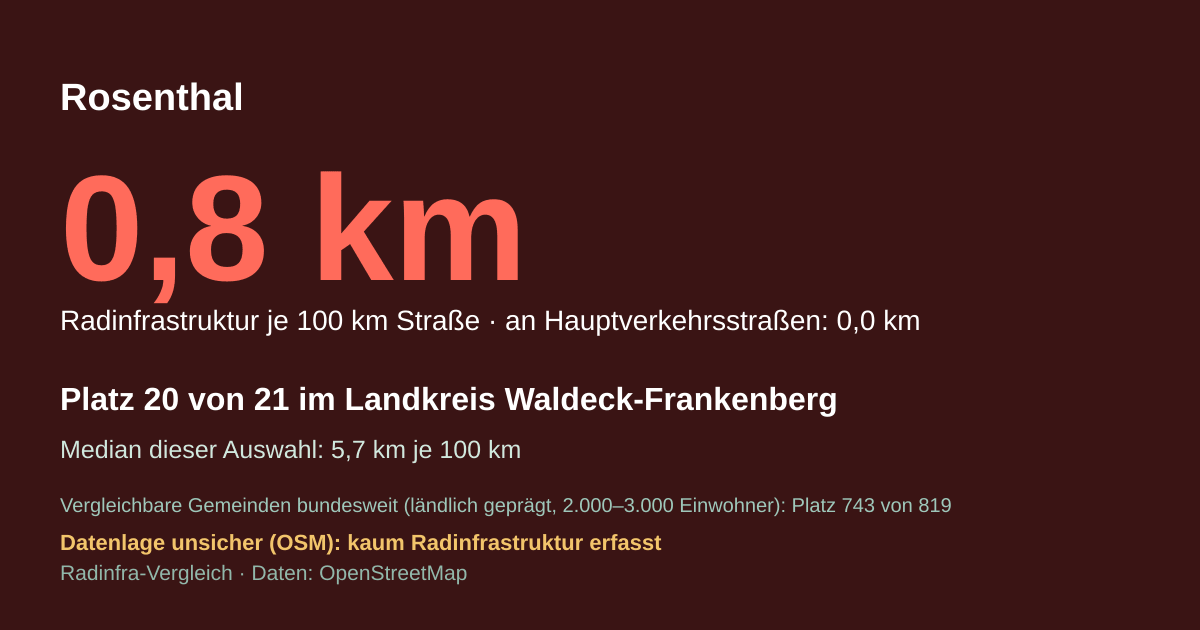 Rosenthal
0,8 km
Radinfrastruktur je 100 km Straße · an Hauptverkehrsstraßen: 0,0 km
Platz 20 von 21 im Landkreis Waldeck-Frankenberg
Median dieser Auswahl: 5,7 km je 100 km
Vergleichbare Gemeinden bundesweit (ländlich geprägt, 2.000–3.000 Einwohner): Platz 743 von 819
Datenlage unsicher (OSM): kaum Radinfrastruktur erfasst
Radinfra-Vergleich · Daten: OpenStreetMap